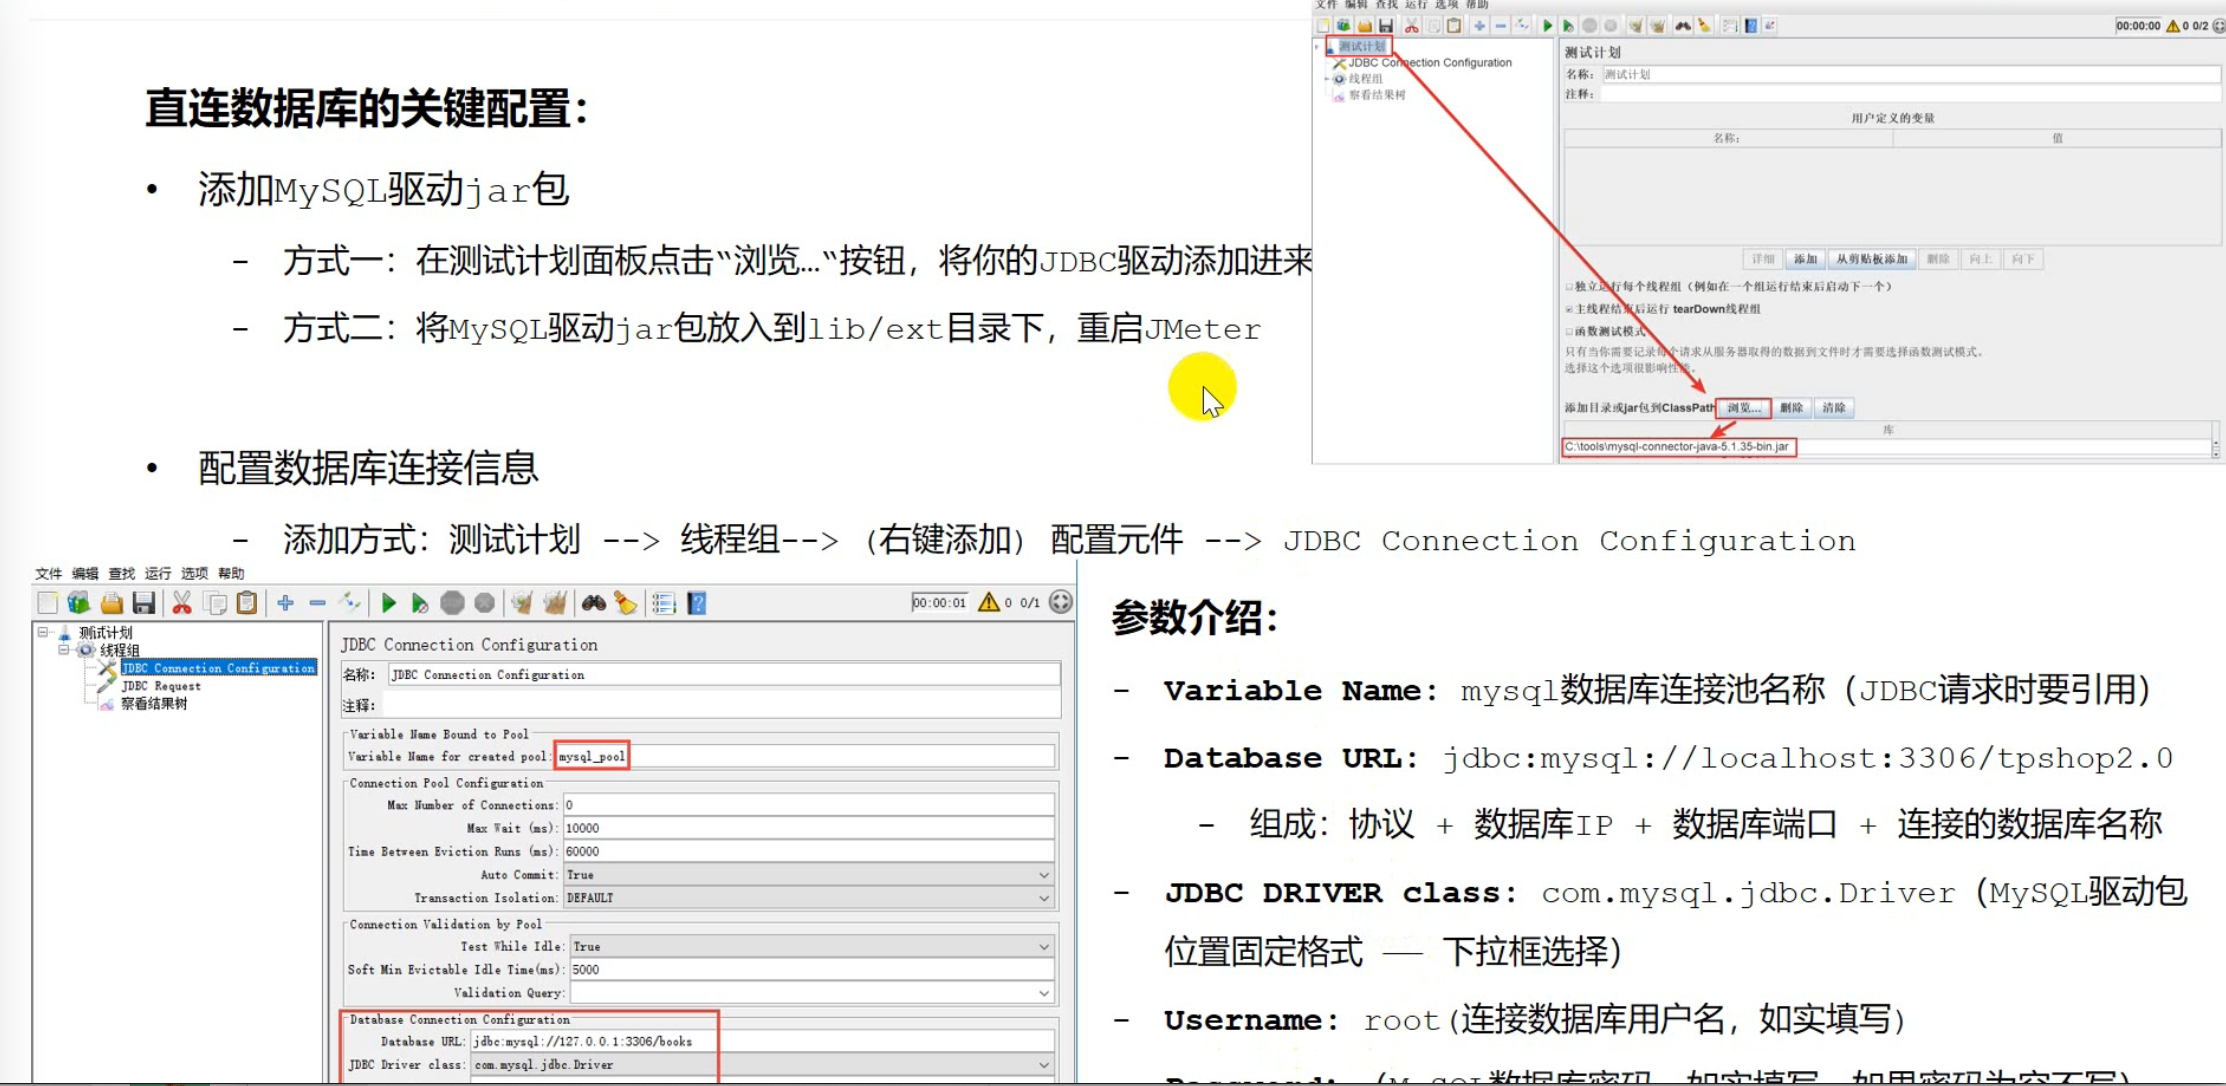 直连数据库的关键配置：
• 添加MySQL驱动jar包
– 方式一：在测试计划面板点击“浏览…“按钮，将你的JDBC驱动添加进来
– 方式二：将MySQL驱动jar包放入到lib/ext目录下，重启JMeter
文件 编辑 查找 运行 选项 帮助
00:00:00 0 0/2
测试计划
JDBC Connection Configuration
线程组
察看结果树
测试计划
名称： 测试计划
注释：
用户定义的变量
名称： 值
详细 添加 从剪贴板添加 删除 向上 向下
独立运行每个线程组（例如在一个组运行结束后启动下一个）
主线程结束后运行 tearDown线程组
函数测试模式
只有当你需要记录每个请求从服务器取得的数据到文件时才需要选择函数测试模式。
选择这个选项很影响性能。
添加目录或jar包到ClassPath 浏览... 删除 清除
库
C:\tools\mysql-connector-java-5.1.35-bin.jar
• 配置数据库连接信息
– 添加方式：测试计划 --> 线程组--> （右键添加） 配置元件 --> JDBC Connection Configuration
文件 编辑 查找 运行 选项 帮助
00:00:01 0 0/1
测试计划
线程组
JDBC Connection Configuration
JDBC Request
察看结果树
JDBC Connection Configuration
名称： JDBC Connection Configuration
注释：
Variable Name Bound to Pool
Variable Name for created pool: mysql_pool
Connection Pool Configuration
Max Number of Connections: 0
Max Wait (ms): 10000
Time Between Eviction Runs (ms): 60000
Auto Commit: True
Transaction Isolation: DEFAULT
Connection Validation by Pool
Test While Idle: True
Soft Min Evictable Idle Time(ms): 5000
Validation Query:
Database Connection Configuration
Database URL: jdbc:mysql://127.0.0.1:3306/books
JDBC Driver class: com.mysql.jdbc.Driver
参数介绍：
– Variable Name: mysql数据库连接池名称（JDBC请求时要引用）
– Database URL: jdbc:mysql://localhost:3306/tpshop2.0
– 组成：协议 + 数据库IP + 数据库端口 + 连接的数据库名称
– JDBC DRIVER class: com.mysql.jdbc.Driver（MySQL驱动包
位置固定格式 —— 下拉框选择）
– Username: root(连接数据库用户名，如实填写)
– Password: （MySQL数据库密码，如实填写，如果密码为空不写）